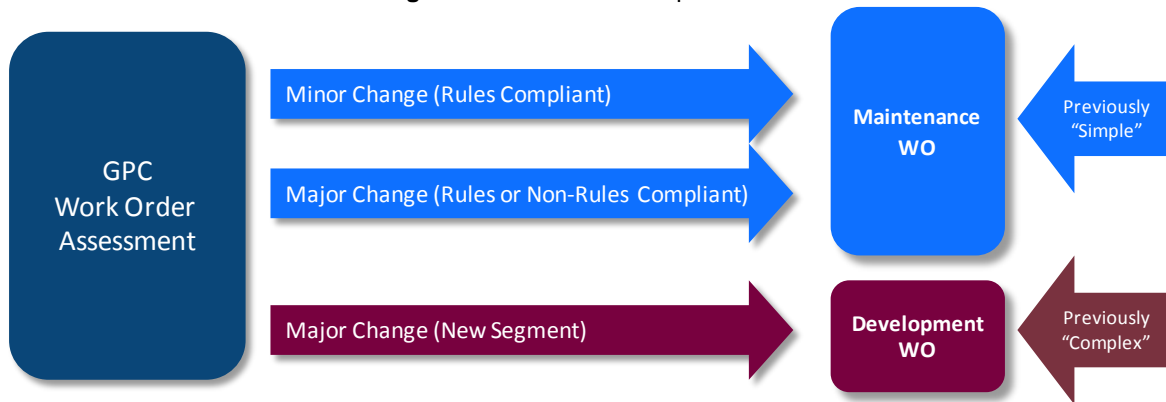 GPC
Work Order
Assessment
Minor Change (Rules Compliant)
Major Change (Rules or Non-Rules Compliant)
Major Change (New Segment)
Maintenance
WO
Development
WO
Previously
“Simple”
Previously
“Complex”